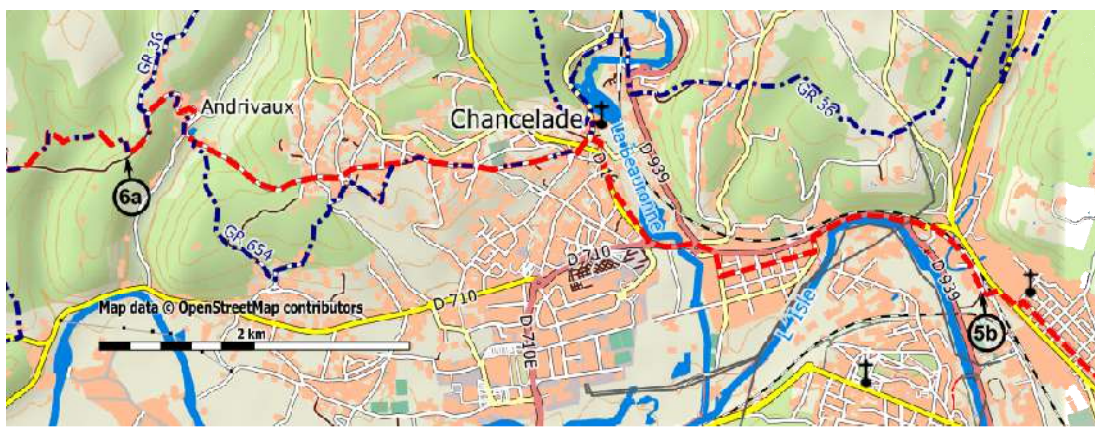 GR 36
Andrivaux
Chancelade
La Beauronne
D 939
GR 36
6a
GR 654
D 710
D 710
D 710E
L'Isle
D 939
5b
Map data © OpenStreetMap contributors
2 km